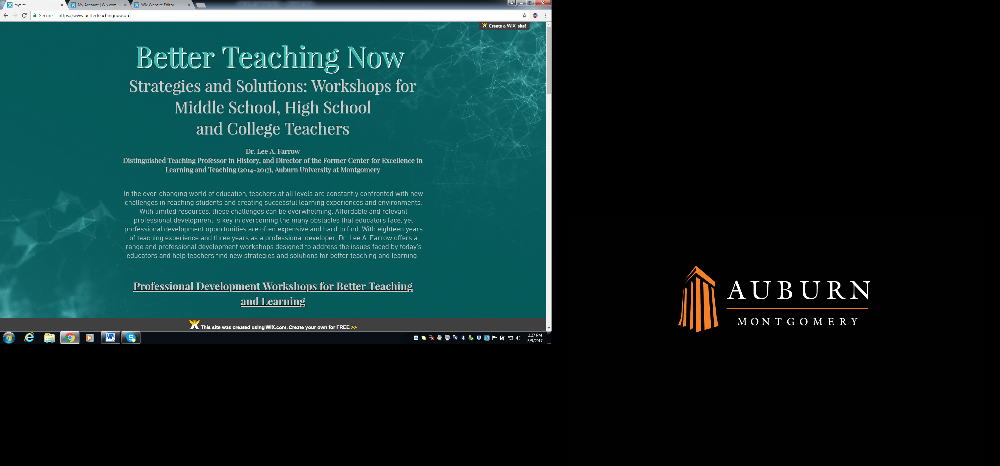 mysite
My Account | Wix.com
Wix Website Editor
Secure
https://www.betterteachingnow.org
Create a WiX site!
Better Teaching Now
Strategies and Solutions: Workshops for
Middle School, High School
and College Teachers
Dr. Lee A. Farrow
Distinguished Teaching Professor in History, and Director of the Former Center for Excellence in
Learning and Teaching (2014-2017), Auburn University at Montgomery
In the ever-changing world of education, teachers at all levels are constantly confronted with new
challenges in reaching students and creating successful learning experiences and environments.
With limited resources, these challenges can be overwhelming. Affordable and relevant
professional development is key in overcoming the many obstacles that educators face, yet
professional development opportunities are often expensive and hard to find. With eighteen years
of teaching experience and three years as a professional developer, Dr. Lee A. Farrow offers a
range and professional development workshops designed to address the issues faced by today's
educators and help teachers find new strategies and solutions for better teaching and learning.
Professional Development Workshops for Better Teaching
and Learning
This site was created using WIX.com. Create your own for FREE >>
2:27 PM
8/9/2017
AUBURN
MONTGOMERY